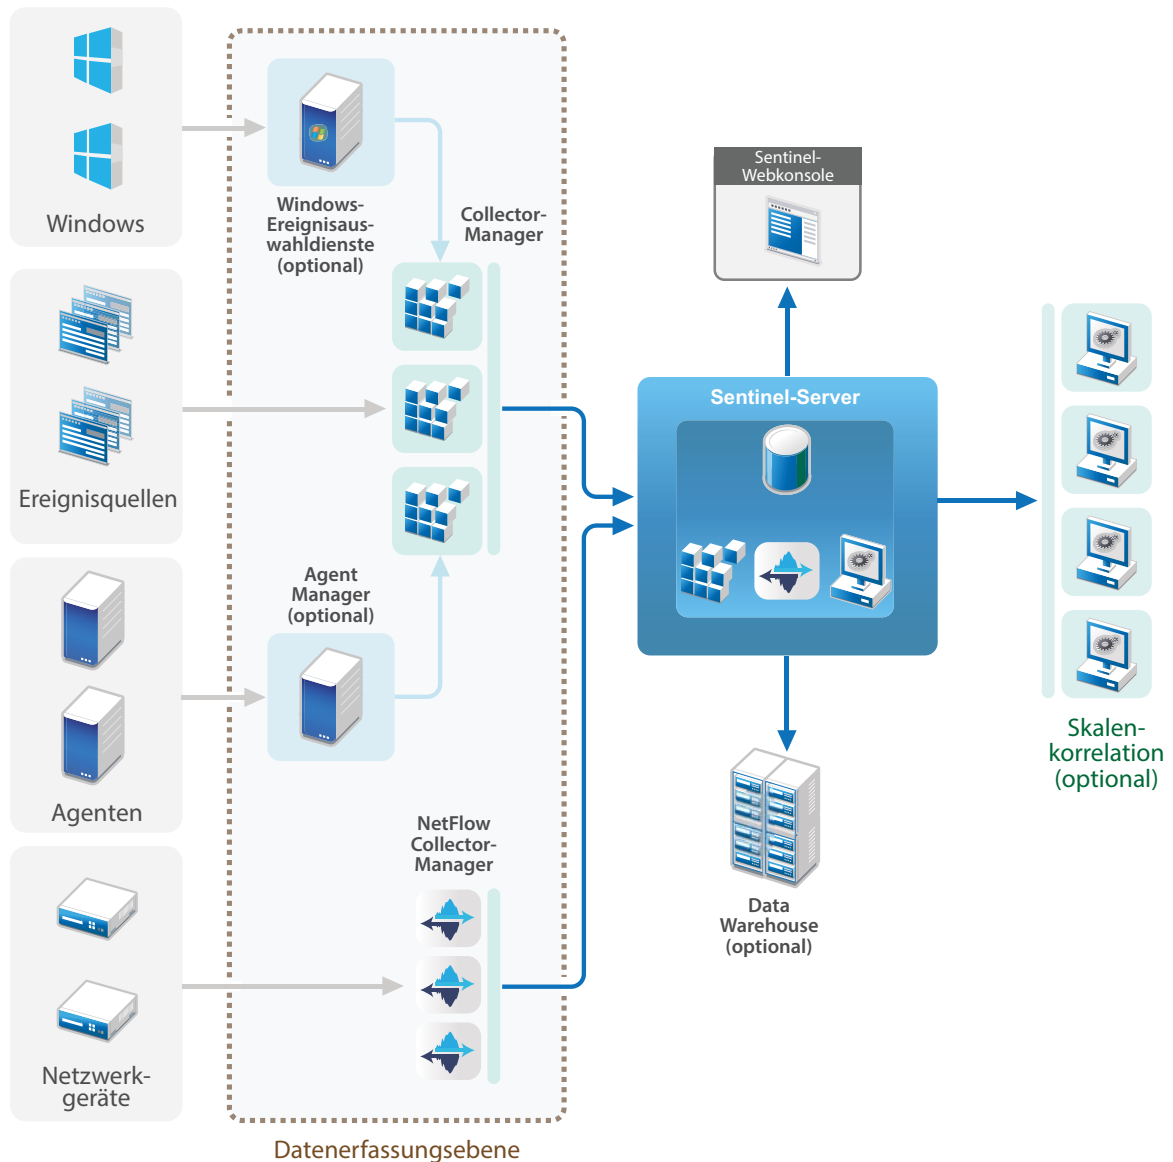 Windows
Ereignisquellen
Agenten
Netzwerk-
geräte
Windows-
Ereignisaus-
wahldienste
(optional)
Collector-
Manager
Agent
Manager
(optional)
NetFlow
Collector-
Manager
Datenerfassungsebene
Sentinel-
Webkonsole
Sentinel-Server
Data
Warehouse
(optional)
Skalen-
korrelation
(optional)